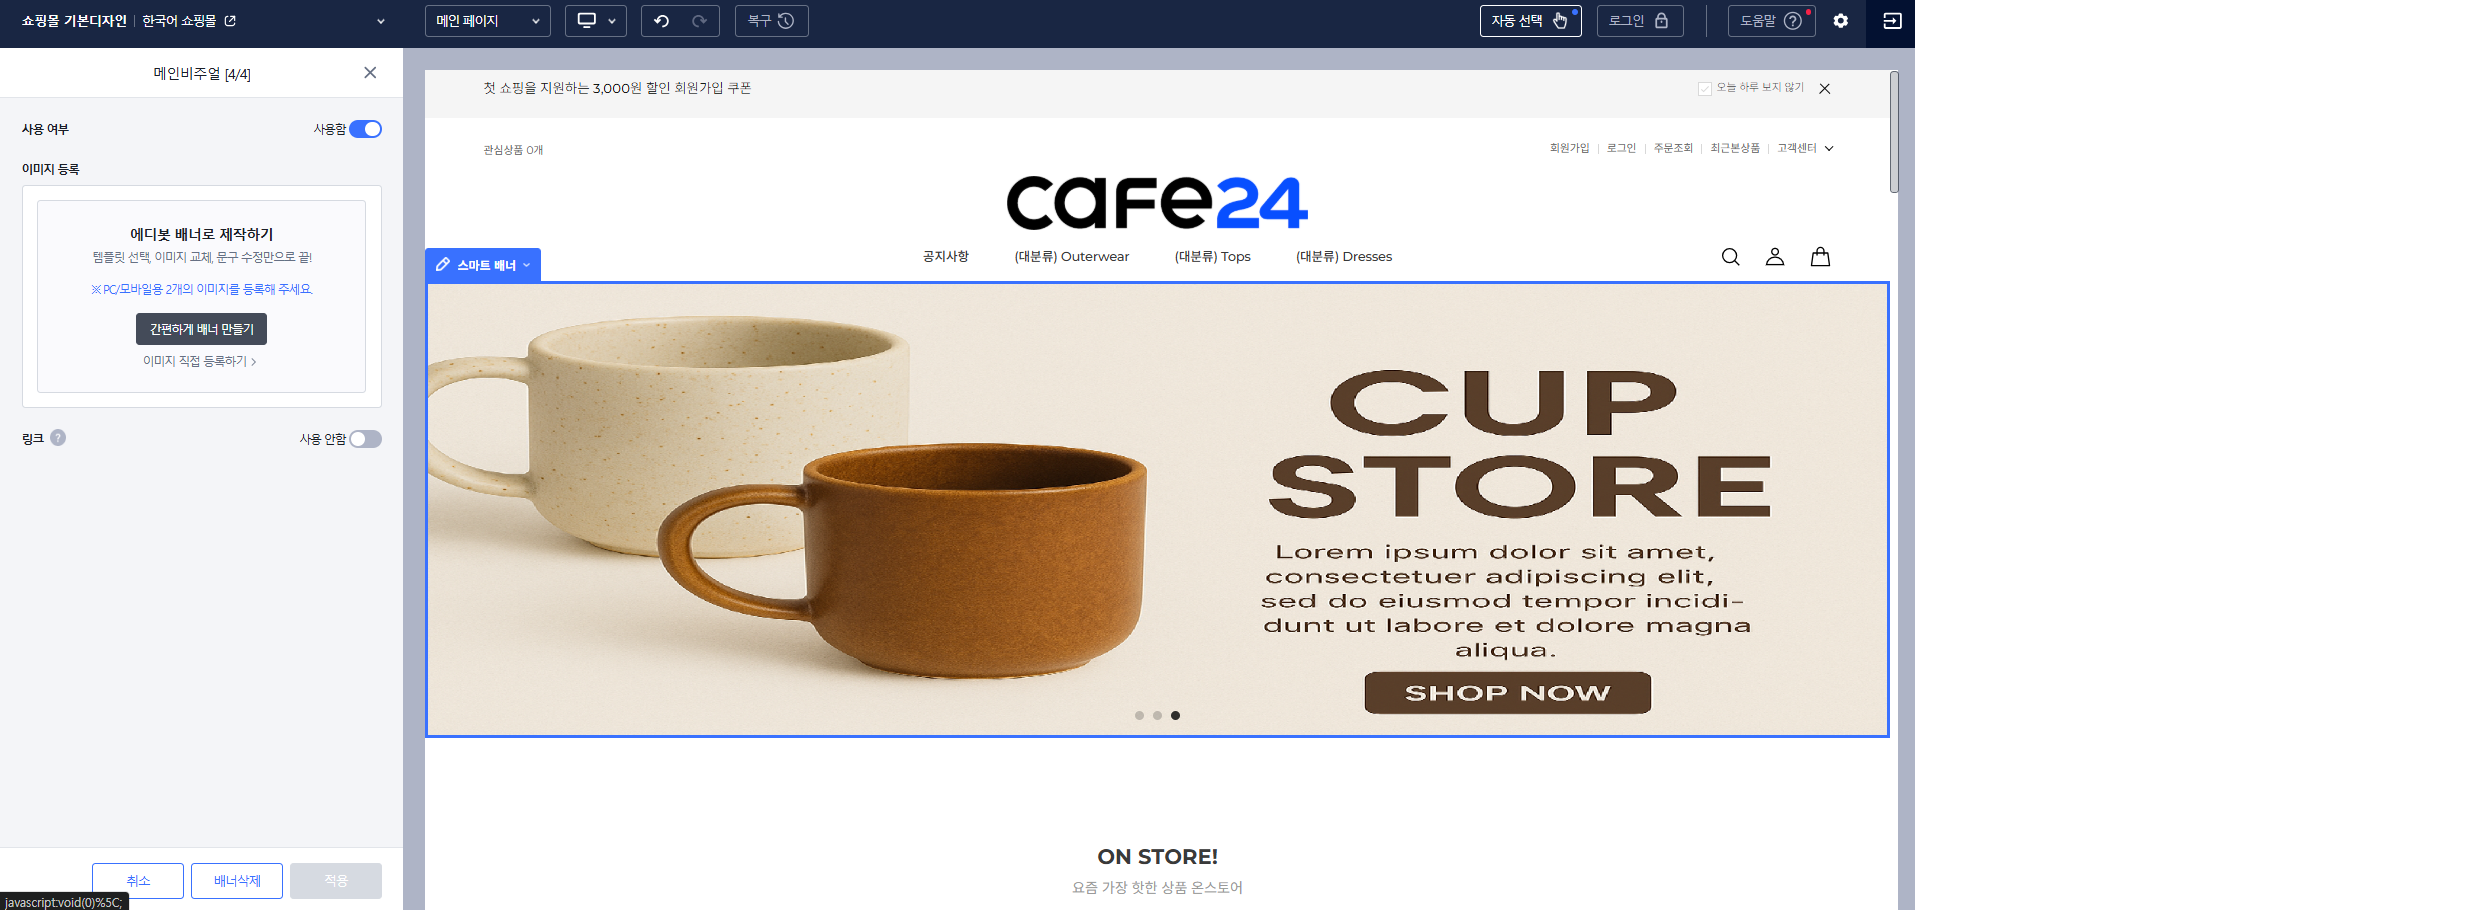 쇼핑몰 기본디자인 | 한국어 쇼핑몰
메인 페이지
복구
자동 선택
로그인
도움말
메인비주얼 [4/4]
사용 여부
사용함
이미지 등록
에디봇 배너로 제작하기
템플릿 선택, 이미지 교체, 문구 수정만으로 끝!
※ PC/모바일용 2개의 이미지를 등록해 주세요.
간편하게 배너 만들기
이미지 직접 등록하기 >
링크 ?
사용 안함
취소
배너삭제
적용
javascript:void(0)%5C;
첫 쇼핑을 지원하는 3,000원 할인 회원가입 쿠폰
오늘 하루 보지 않기
관심상품 0개
회원가입 | 로그인 | 주문조회 | 최근본상품 | 고객센터
cafe24
스마트 배너
공지사항
(대분류) Outerwear
(대분류) Tops
(대분류) Dresses
CUP
STORE
Lorem ipsum dolor sit amet,
consectetuer adipiscing elit,
sed do eiusmod tempor incidi-
dunt ut labore et dolore magna
aliqua.
SHOP NOW
ON STORE!
요즘 가장 핫한 상품 온스토어